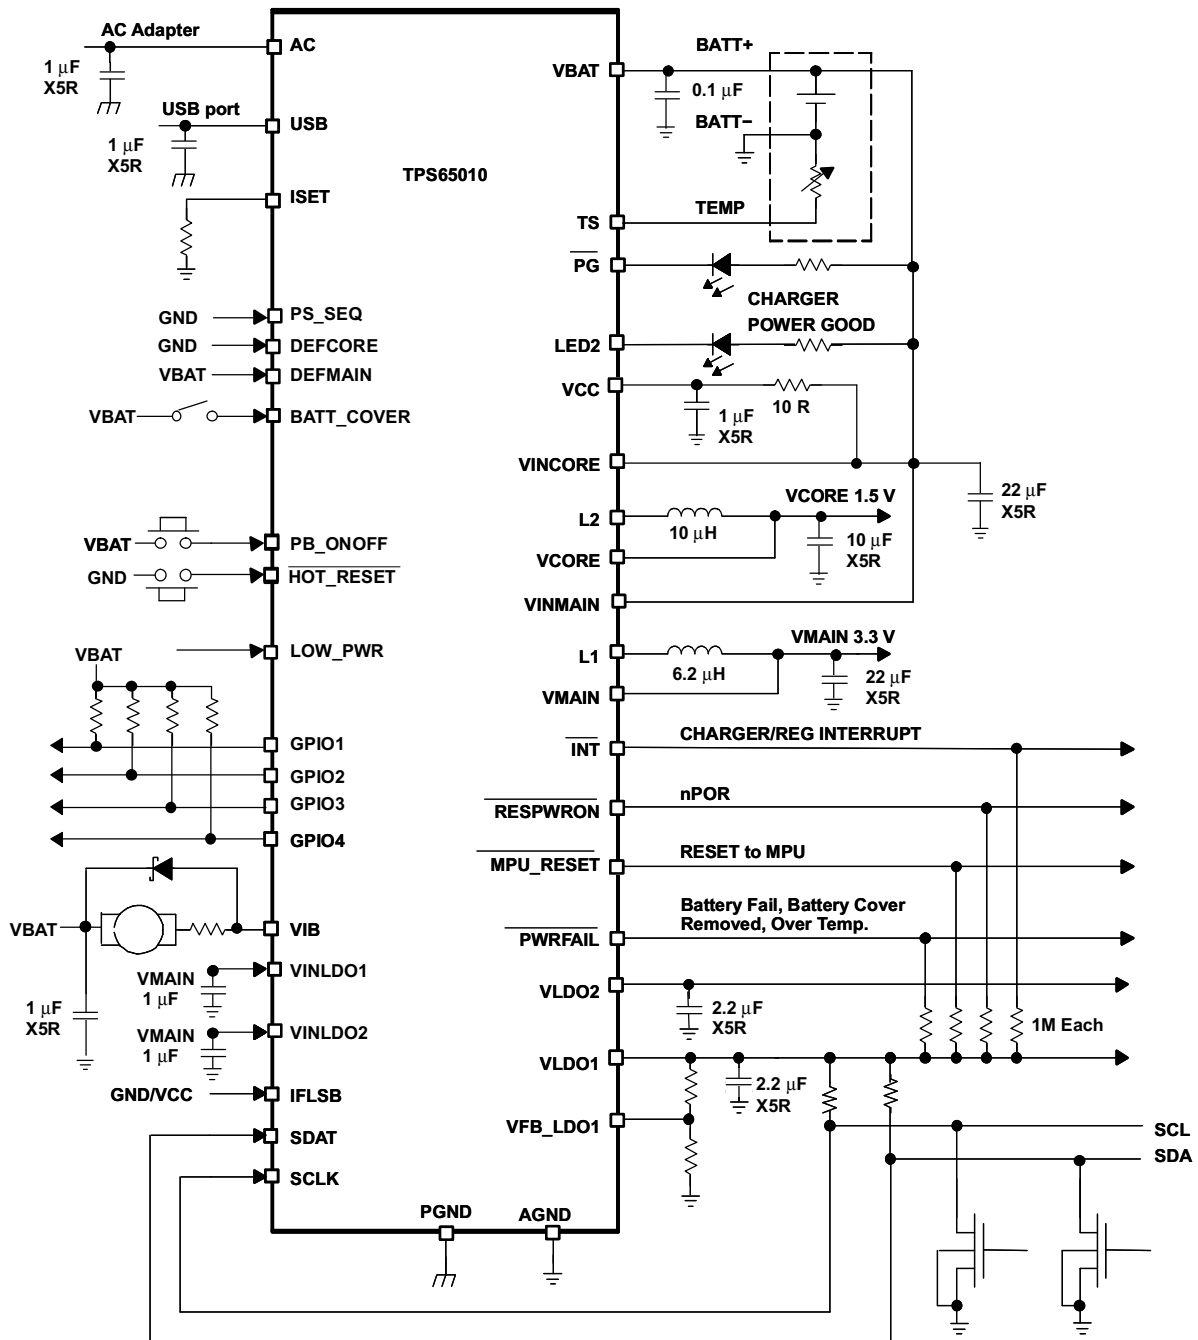 AC Adapter
1 μF
X5R
AC
USB port
1 μF
X5R
USB
ISET
TPS65010
GND
PS_SEQ
GND
DEFCORE
VBAT
DEFMAIN
VBAT
BATT_COVER
VBAT
PB_ONOFF
GND
HOT_RESET
VBAT
LOW_PWR
GPIO1
GPIO2
GPIO3
GPIO4
VBAT
VIB
1 μF
X5R
VMAIN
1 μF
VINLDO1
VMAIN
1 μF
VINLDO2
GND/VCC
IFLSB
SDAT
SCLK
PGND
AGND
VBAT
BATT+
0.1 μF
BATT−
TS
TEMP
PG
CHARGER
POWER GOOD
LED2
VCC
1 μF
X5R
10 R
VINCORE
22 μF
X5R
L2
10 μH
VCORE 1.5 V
10 μF
X5R
VCORE
VINMAIN
L1
6.2 μH
VMAIN 3.3 V
22 μF
X5R
VMAIN
INT
CHARGER/REG INTERRUPT
RESPWRON
nPOR
MPU_RESET
RESET to MPU
Battery Fail, Battery Cover
Removed, Over Temp.
PWRFAIL
VLDO2
2.2 μF
X5R
1M Each
VLDO1
2.2 μF
X5R
VFB_LDO1
SCL
SDA